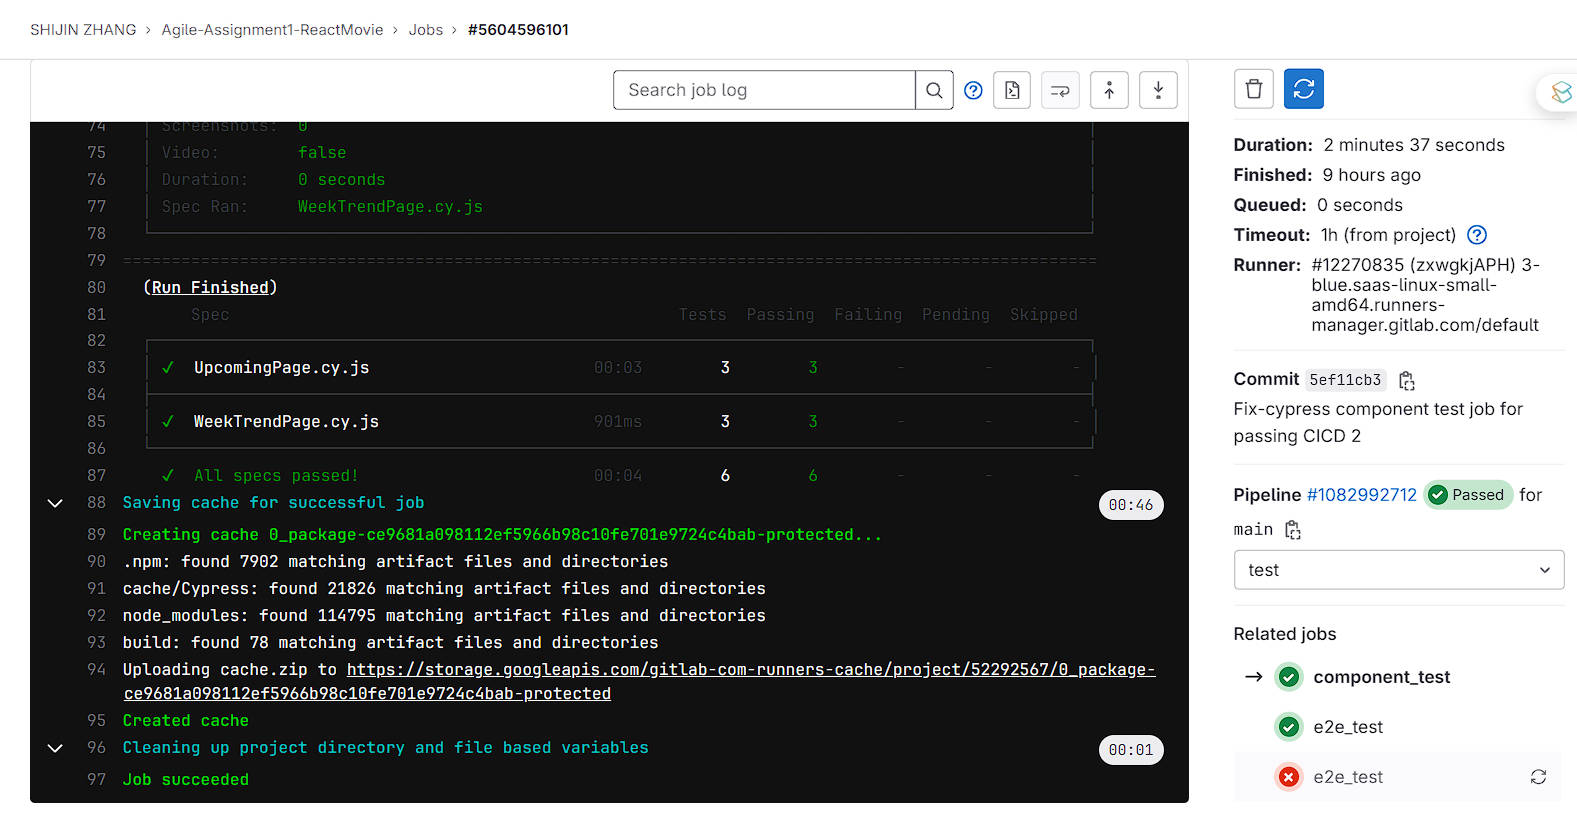 SHIJIN ZHANG > Agile-Assignment1-ReactMovie > Jobs > #5604596101
Search job log
74 Screenshots: 0
75 Video: false
76 Duration: 0 seconds
77 Spec Ran: WeekTrendPage.cy.js
78
79 ====================================================================================================
80 (Run Finished)
81 Spec Tests Passing Failing Pending Skipped
82
83 ✓ UpcomingPage.cy.js 00:03 3 3 - - -
84
85 ✓ WeekTrendPage.cy.js 901ms 3 3 - - -
86
87 ✓ All specs passed! 00:04 6 6 - - -
88 Saving cache for successful job 00:46
89 Creating cache 0_package-ce9681a098112ef5966b98c10fe701e9724c4bab-protected...
90 .npm: found 7902 matching artifact files and directories
91 cache/Cypress: found 21826 matching artifact files and directories
92 node_modules: found 114795 matching artifact files and directories
93 build: found 78 matching artifact files and directories
94 Uploading cache.zip to https://storage.googleapis.com/gitlab-com-runners-cache/project/52292567/0_package-
ce9681a098112ef5966b98c10fe701e9724c4bab-protected
95 Created cache
96 Cleaning up project directory and file based variables 00:01
97 Job succeeded
Duration: 2 minutes 37 seconds
Finished: 9 hours ago
Queued: 0 seconds
Timeout: 1h (from project)
Runner: #12270835 (zxwgkjAPH) 3-
blue.saas-linux-small-
amd64.runners-
manager.gitlab.com/default
Commit 5ef11cb3
Fix-cypress component test job for
passing CICD 2
Pipeline #1082992712 Passed for
main
test
Related jobs
→ component_test
e2e_test
e2e_test